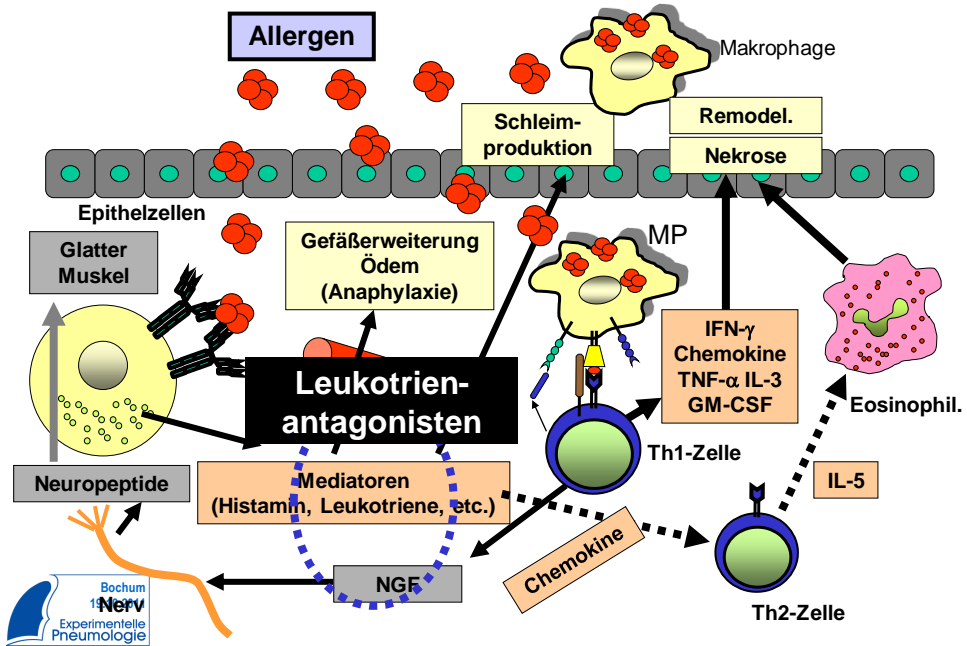 Allergen
Makrophage
Schleim-
produktion
Remodel.
Nekrose
Epithelzellen
Glatter
Muskel
Gefäßerweiterung
Ödem
(Anaphylaxie)
MP
IFN-γ
Chemokine
TNF-α IL-3
GM-CSF
Eosinophil.
Leukotrien-
antagonisten
Th1-Zelle
Neuropeptide
Mediatoren
(Histamin, Leukotriene, etc.)
IL-5
Chemokine
NGF
Th2-Zelle
Nerv
Bochum
Experimentelle
Pneumologie